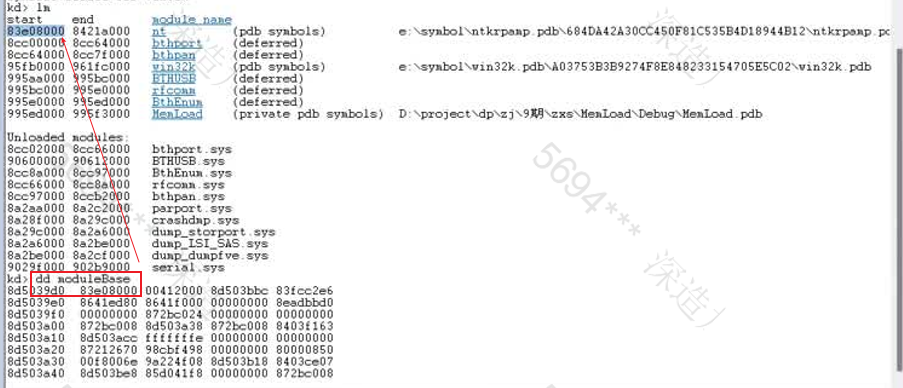 kd> lm
start    end        module name
83e08000 8421a000   nt         (pdb symbols)          e:\symbol\ntkrpamp.pdb\684DA42A30CC450F81C535B4D18944B12\ntkrpamp.pd
8cc00000 8cc64000   bthport    (deferred)
8cc64000 8cc7f000   bthpan     (deferred)
95fb0000 961fc000   win32k     (pdb symbols)          e:\symbol\win32k.pdb\A03753B3B9274F8E848233154705E5C02\win32k.pdb
995aa000 995bc000   BTHUSB     (deferred)
995bc000 995e0000   rfcomm     (deferred)
995e0000 995ed000   BthEnum    (deferred)
995ed000 995f3000   MemLoad    (private pdb symbols)  D:\project\dp\zj\9期\zxs\MemLoad\Debug\MemLoad.pdb
Unloaded modules:
8cc02000 8cc66000   bthport.sys
90600000 90612000   BTHUSB.sys
8cc8a000 8cc97000   BthEnum.sys
8cc66000 8cc8a000   rfcomm.sys
8cc97000 8ccb2000   bthpan.sys
8a2aa000 8a2c2000   parport.sys
8a28f000 8a29c000   crashdmp.sys
8a29c000 8a2a6000   dump_storport.sys
8a2a6000 8a2be000   dump_LSI_SAS.sys
8a2be000 8a2cf000   dump_dumpfve.sys
9029f000 902b9000   serial.sys
kd> dd moduleBase
8d5039d0  83e08000 00412000 8d503bbc 83fcc2e6
8d5039e0  8641ed80 8641f000 00000000 8eadbbd0
8d5039f0  00000000 872bc024 00000000 00000000
8d503a00  872bc008 8d503a38 872bc008 8403f163
8d503a10  8d503acc fffffffe 00000000 00000000
8d503a20  87212670 98cbf498 00000000 80000850
8d503a30  00f8006e 9a224f08 8d503b18 8403ce07
8d503a40  8d503be8 85d041f8 00000000 872bc008
5694***
深造)